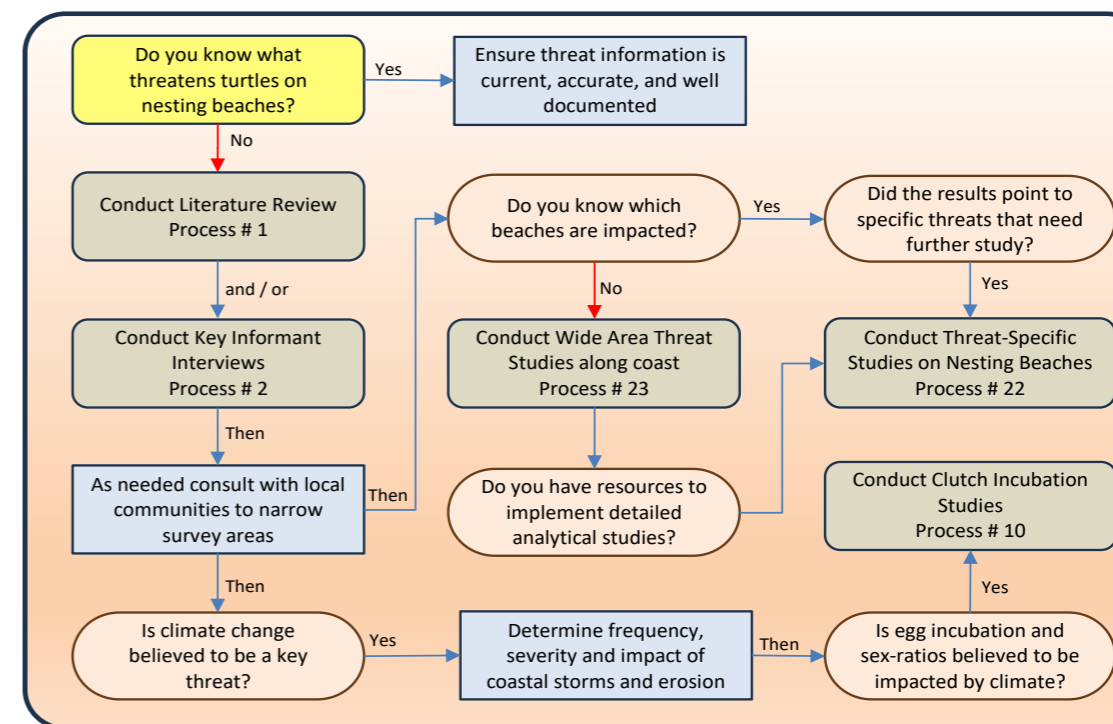 Do you know what
threatens turtles on
nesting beaches?
Yes
Ensure threat information is
current, accurate, and well
documented
No
Conduct Literature Review
Process # 1
and / or
Conduct Key Informant
Interviews
Process # 2
Then
As needed consult with local
communities to narrow
survey areas
Then
Do you know which
beaches are impacted?
Yes
Did the results point to
specific threats that need
further study?
No
Yes
Conduct Wide Area Threat
Studies along coast
Process # 23
Conduct Threat-Specific
Studies on Nesting Beaches
Process # 22
Do you have resources to
implement detailed
analytical studies?
Conduct Clutch Incubation
Studies
Process # 10
Then
Is climate change
believed to be a key
threat?
Yes
Determine frequency,
severity and impact of
coastal storms and erosion
Then
Is egg incubation and
sex-ratios believed to be
impacted by climate?
Yes